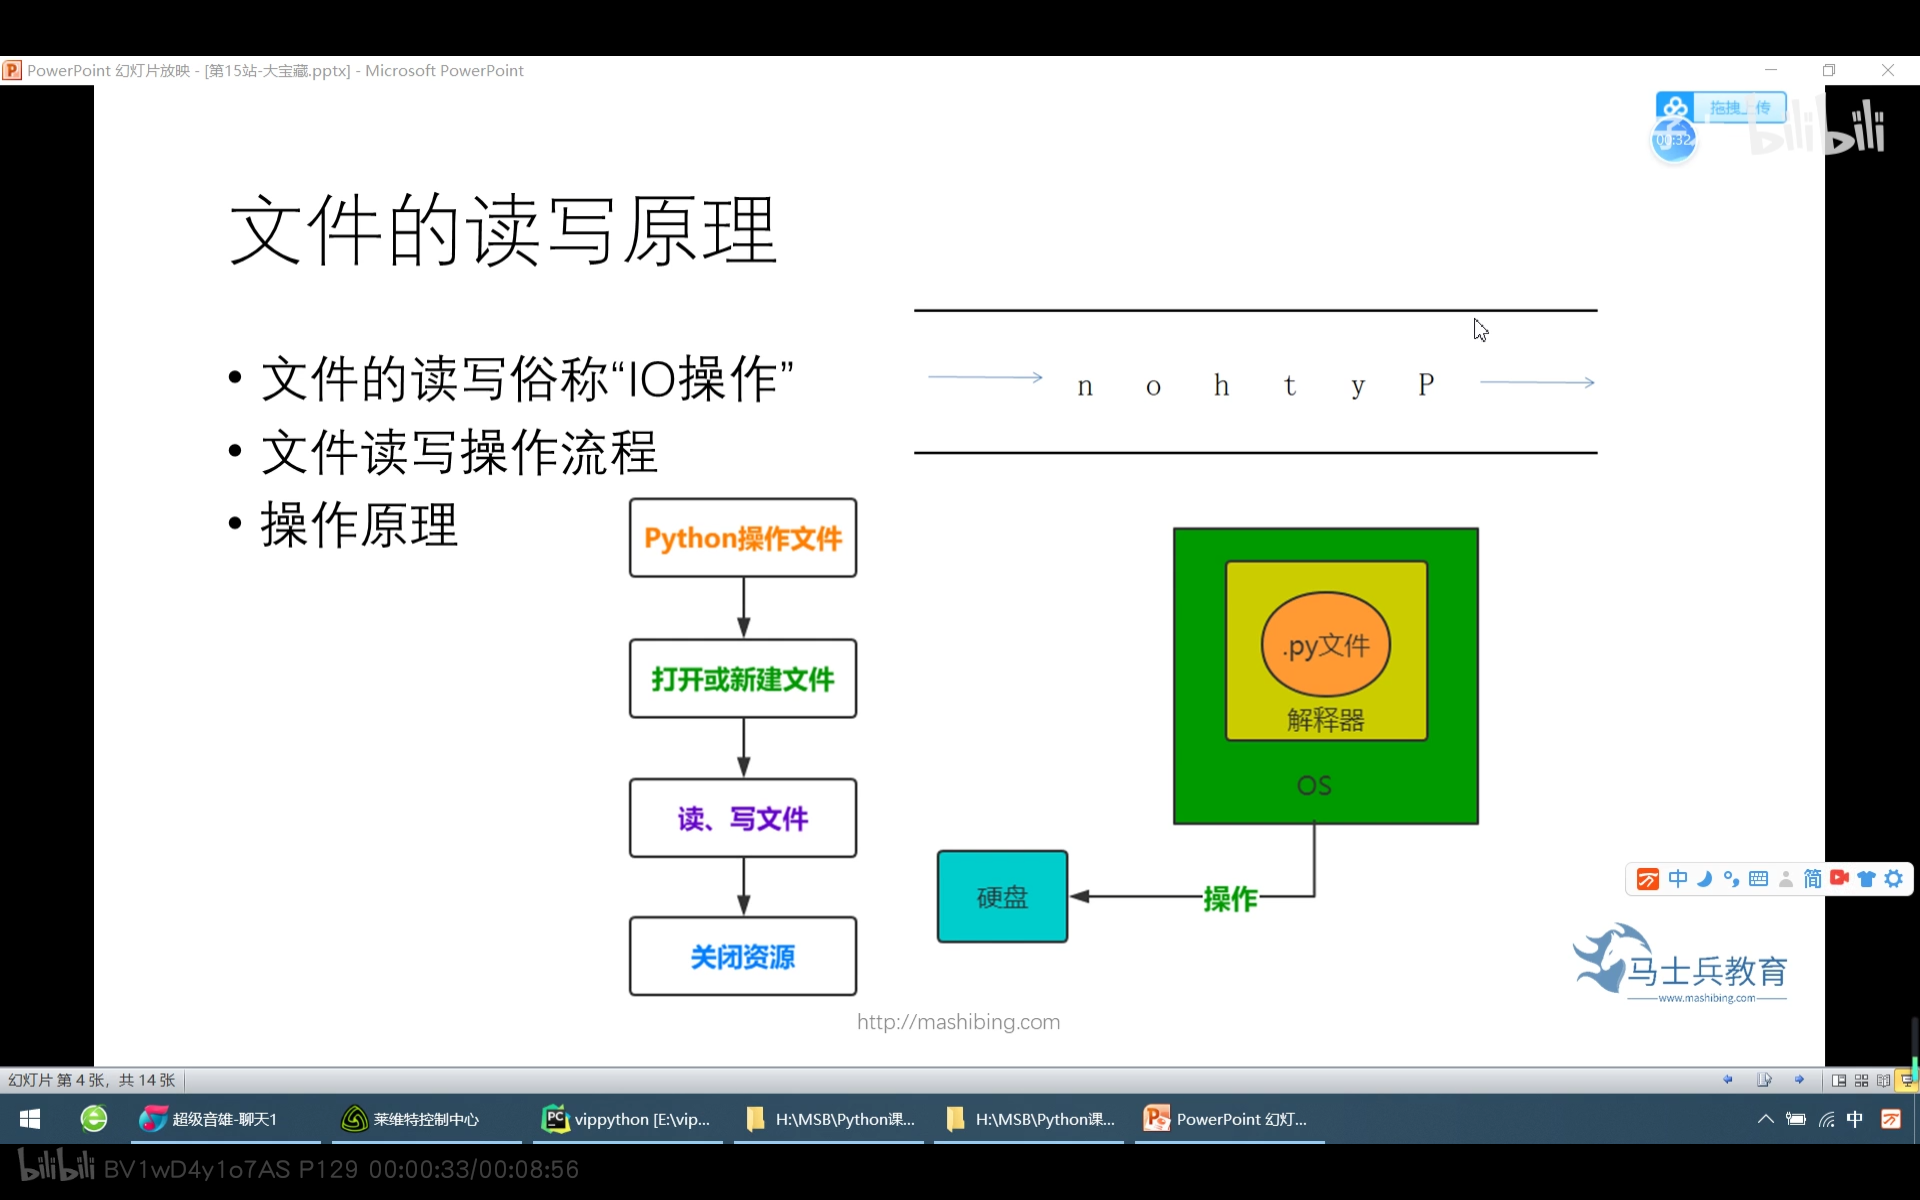 PowerPoint 幻灯片放映 - [第15站-大宝藏.pptx] - Microsoft PowerPoint
拖拽上传
00:32
bilibili
文件的读写原理
• 文件的读写俗称“IO操作”
• 文件读写操作流程
• 操作原理
n o h t y P
Python操作文件
打开或新建文件
读、写文件
关闭资源
.py文件
解释器
OS
操作
硬盘
中
简
马士兵教育
www.mashibing.com
http://mashibing.com
幻灯片 第 4 张，共 14 张
超级音雄-聊天1
莱维特控制中心
vippython [E:\vip...
H:\MSB\Python课...
H:\MSB\Python课...
PowerPoint 幻灯...
中
bilibili BV1wD4y1o7AS P129 00:00:33/00:08:56